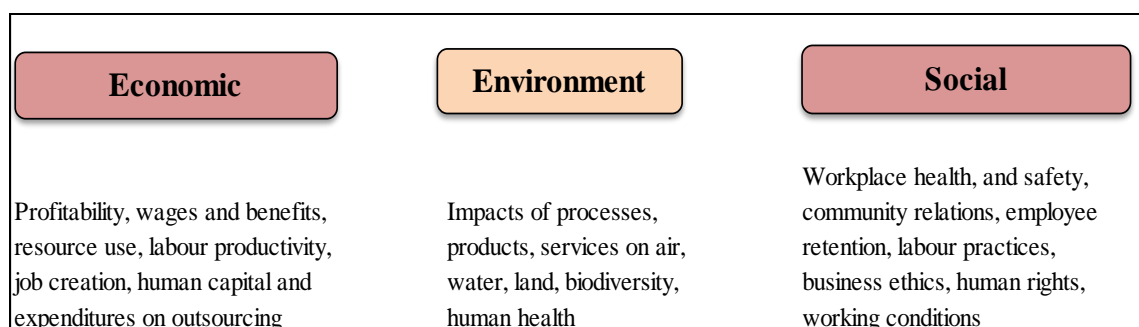 Economic
Profitability, wages and benefits,
resource use, labour productivity,
job creation, human capital and
expenditures on outsourcing
Environment
Impacts of processes,
products, services on air,
water, land, biodiversity,
human health
Social
Workplace health, and safety,
community relations, employee
retention, labour practices,
business ethics, human rights,
working conditions